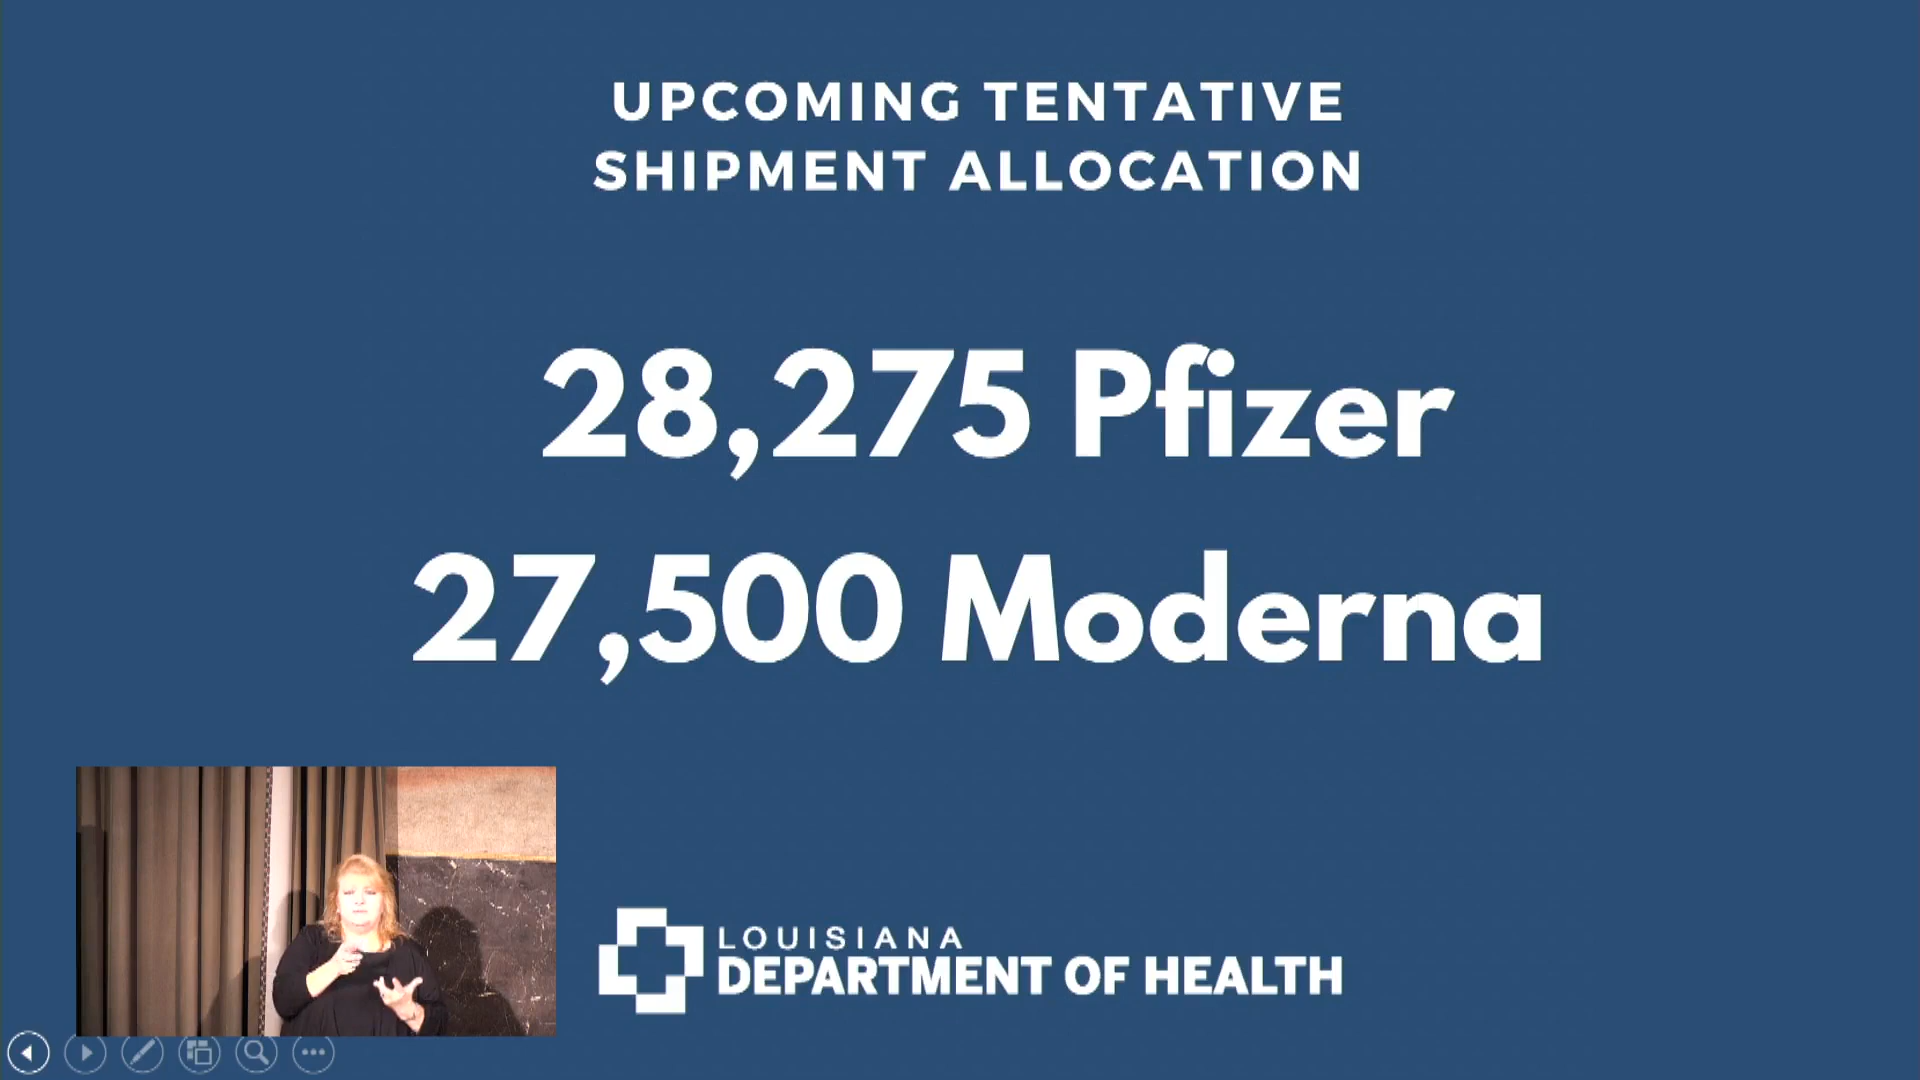 UPCOMING TENTATIVE
SHIPMENT ALLOCATION
28,275 Pfizer
27,500 Moderna
LOUISIANA
DEPARTMENT OF HEALTH